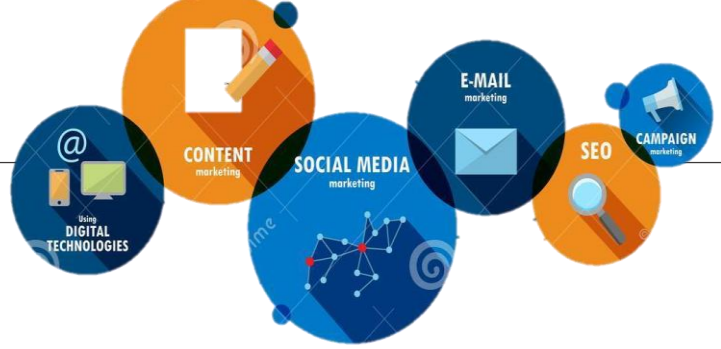 @
Using
DIGITAL
TECHNOLOGIES
CONTENT
marketing
SOCIAL MEDIA
marketing
E-MAIL
marketing
SEO
CAMPAIGN
marketing